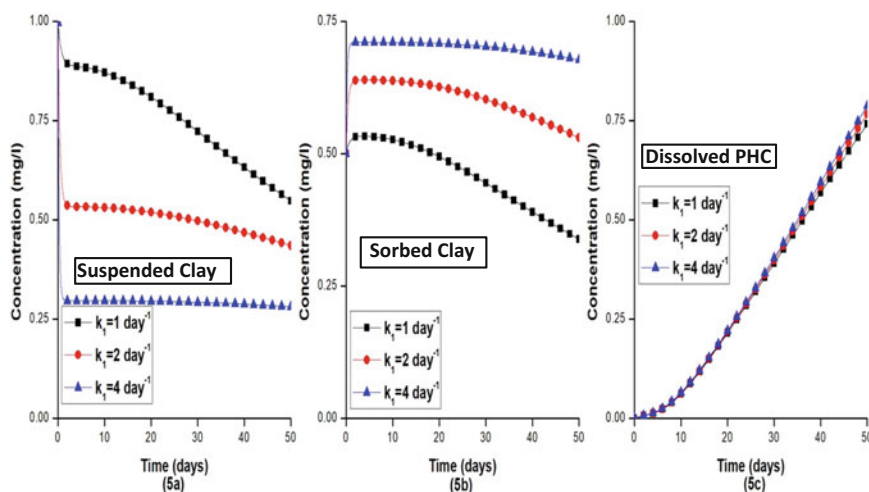 Concentration (mg/l)
1.00
0.75
0.50
0.25
0.00
Suspended Clay
k₁=1 day⁻¹
k₁=2 day⁻¹
k₁=4 day⁻¹
0 10 20 30 40 50
Time (days)
(5a)
Concentration (mg/l)
0.75
0.50
0.25
0.00
Sorbed Clay
k₁=1 day⁻¹
k₁=2 day⁻¹
k₁=4 day⁻¹
0 10 20 30 40 50
Time (days)
(5b)
Concentration (mg/l)
1.00
0.75
0.50
0.25
0.00
Dissolved PHC
k₁=1 day⁻¹
k₁=2 day⁻¹
k₁=4 day⁻¹
0 10 20 30 40 50
Time (days)
(5c)